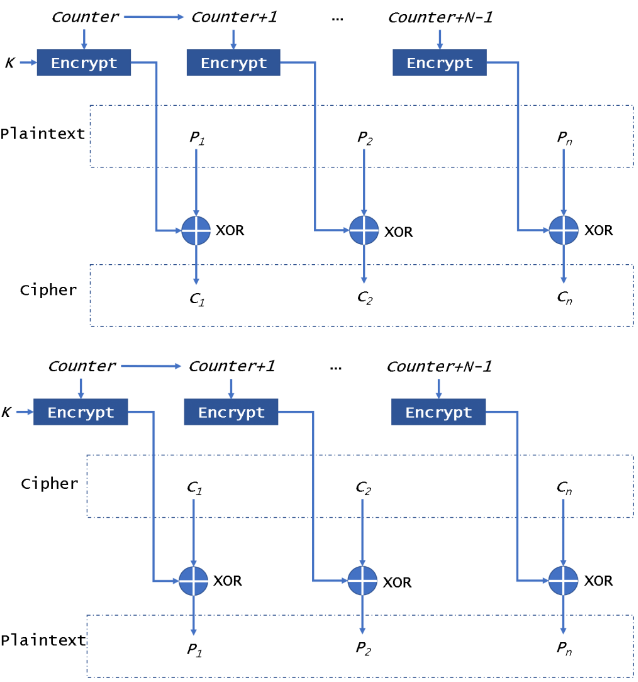 Counter Counter+1 ... Counter+N-1
K Encrypt Encrypt Encrypt
Plaintext P1 P2 Pn
XOR XOR XOR
Cipher C1 C2 Cn
Counter Counter+1 ... Counter+N-1
K Encrypt Encrypt Encrypt
Cipher C1 C2 Cn
XOR XOR XOR
Plaintext P1 P2 Pn